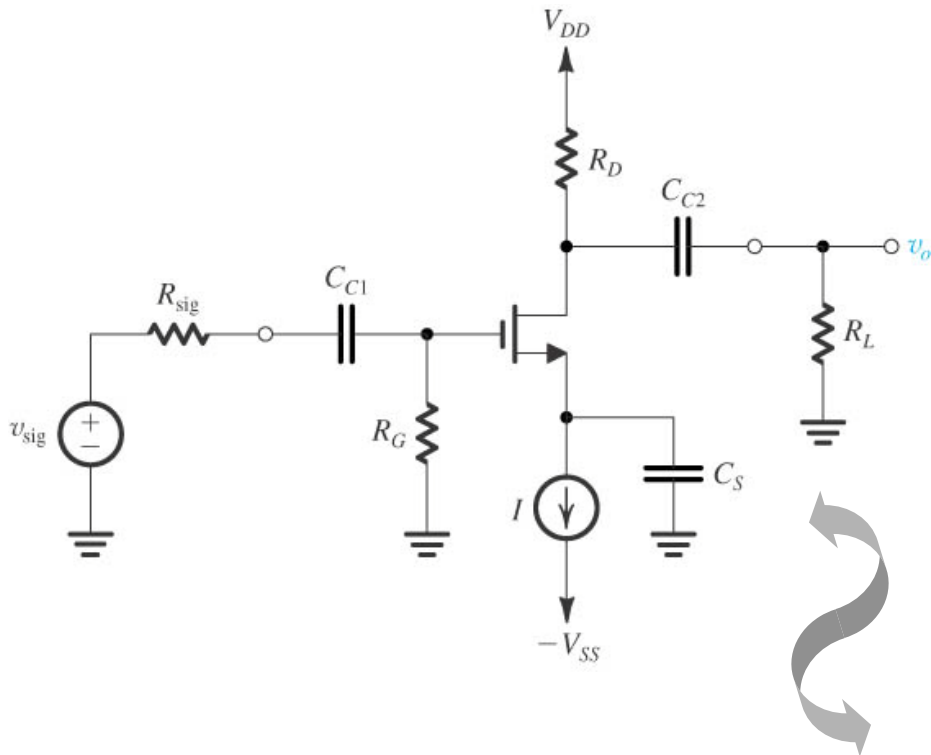 V_DD
R_D
C_C2
v_o
C_C1
R_sig
R_L
v_sig
+
−
R_G
I
C_S
−V_SS